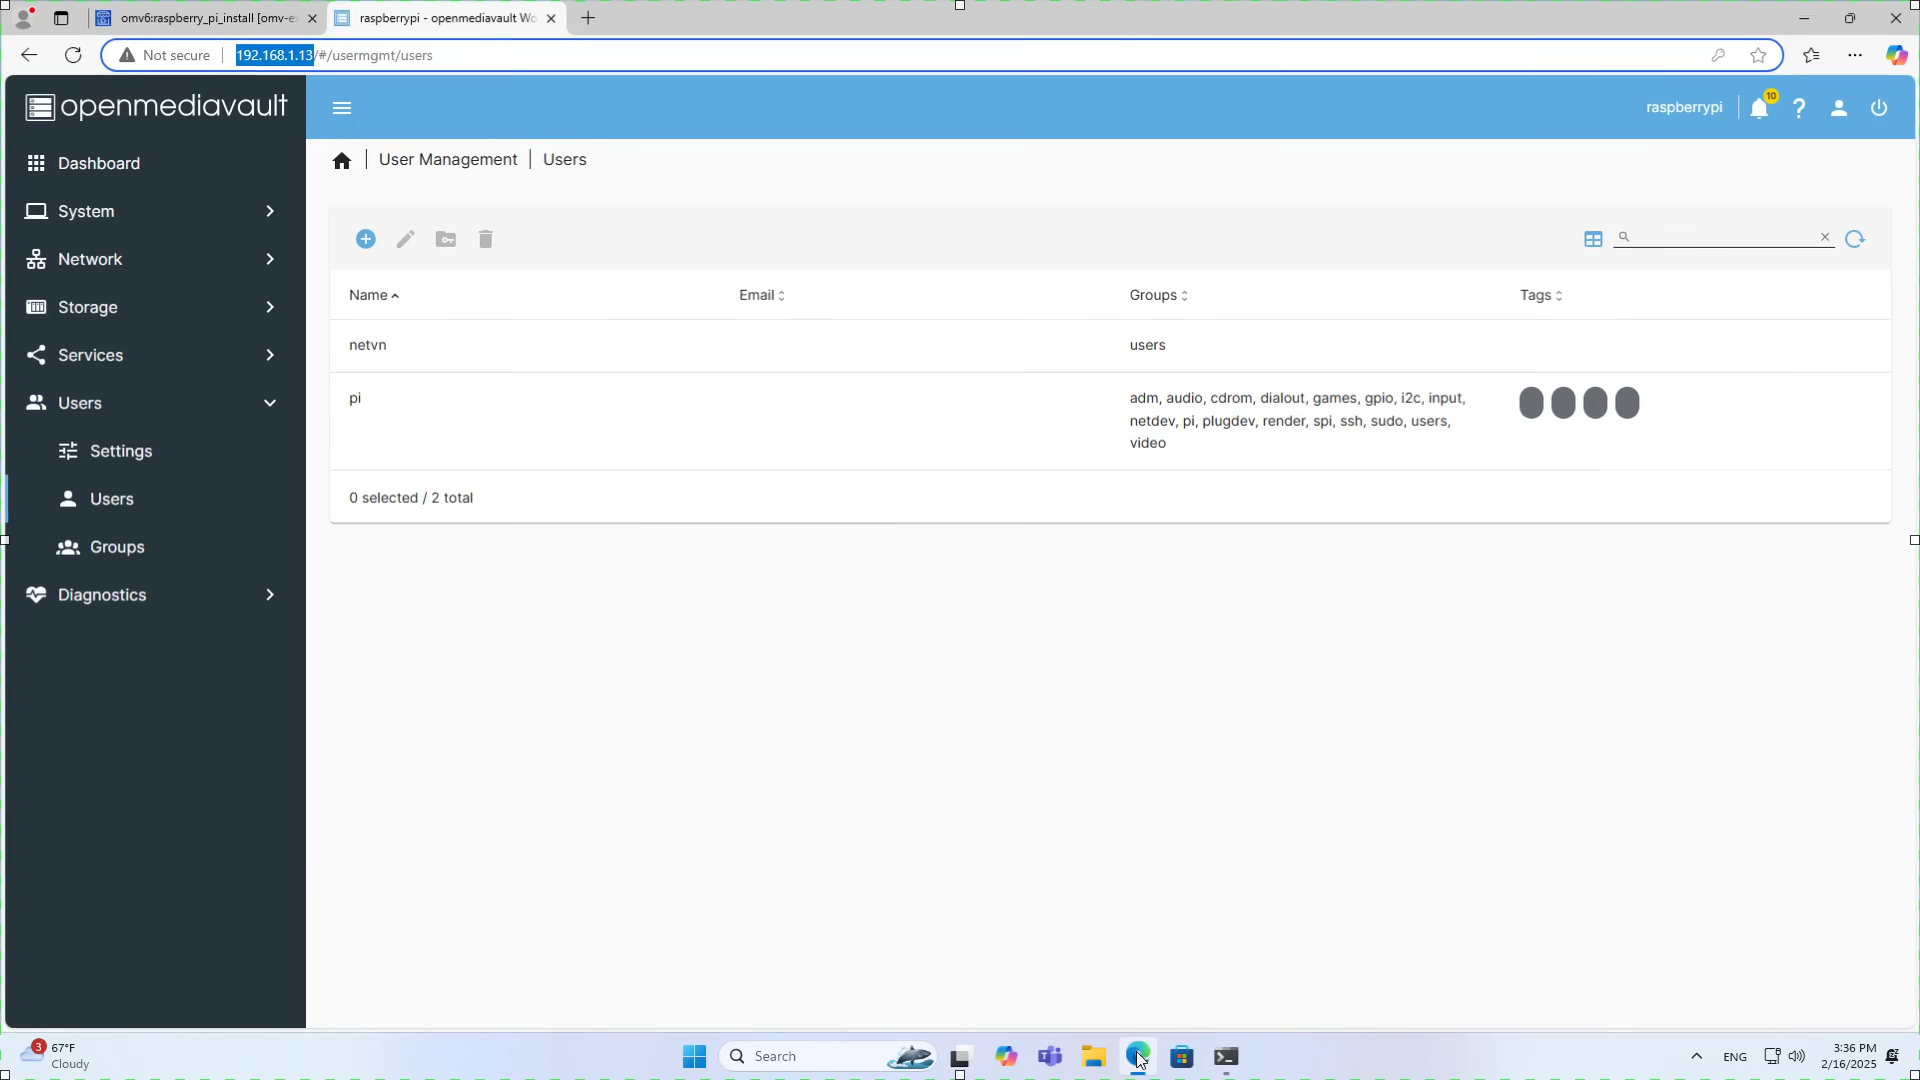 omv6:raspberry_pi_install [omv-e
raspberrypi - openmediavault Wo
Not secure
192.168.1.13/#/usermgmt/users
openmediavault
raspberrypi
10
Dashboard
System
Network
Storage
Services
Users
Settings
Users
Groups
Diagnostics
User Management
Users
Name
Email
Groups
Tags
netvn
users
pi
adm, audio, cdrom, dialout, games, gpio, i2c, input,
netdev, pi, plugdev, render, spi, ssh, sudo, users,
video
0 selected / 2 total
3
67°F
Cloudy
Search
ENG
3:36 PM
2/16/2025